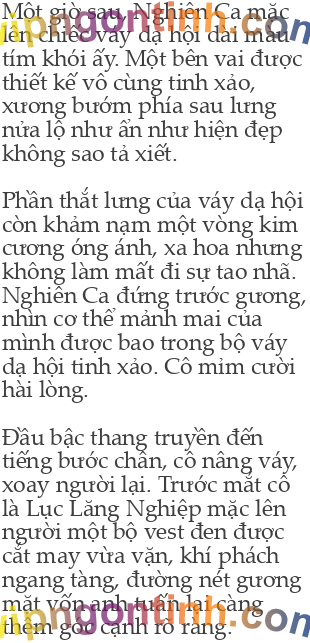 Một giờ sau, Nghiên Ca mặc
lên chiếc váy dạ hội dài màu
tím khói ấy. Một bên vai được
thiết kế vô cùng tinh xảo,
xương bướm phía sau lưng
nửa lộ như ẩn như hiện đẹp
không sao tả xiết.
Phần thắt lưng của váy dạ hội
còn khảm nạm một vòng kim
cương óng ánh, xa hoa nhưng
không làm mất đi sự tao nhã.
Nghiên Ca đứng trước gương,
nhìn cơ thể mảnh mai của
mình được bao trong bộ váy
dạ hội tinh xảo. Cô mỉm cười
hài lòng.
Đầu bậc thang truyền đến
tiếng bước chân, cô nâng váy,
xoay người lại. Trước mắt cô
là Lục Lăng Nghiệp mặc lên
người một bộ vest đen được
cắt may vừa vặn, khí phách
ngang tàng, đường nét gương
mặt vốn anh tuấn lại càng
thêm góc cạnh rõ ràng.